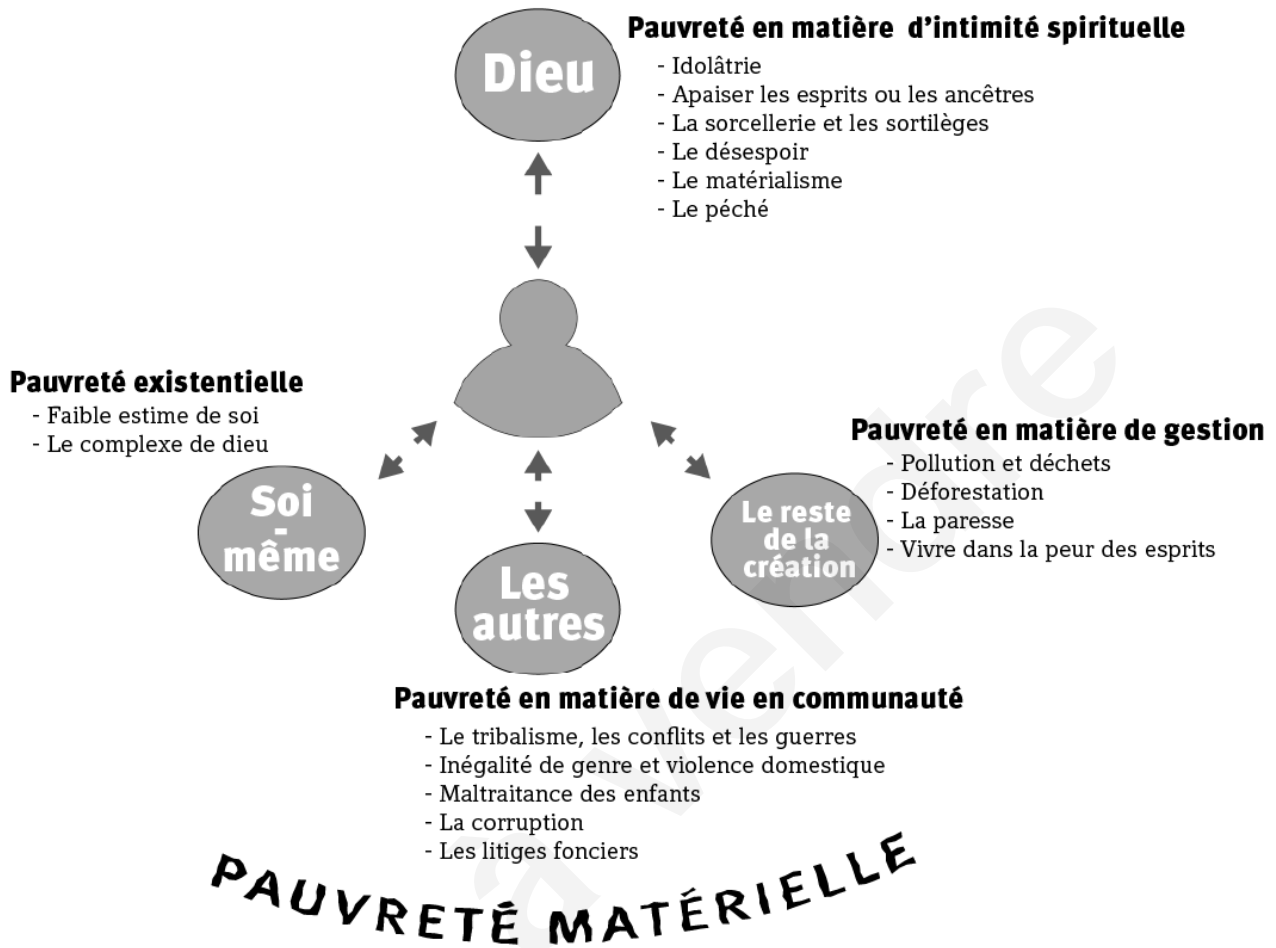 Dieu
Pauvreté en matière d'intimité spirituelle
- Idolâtrie
- Apaiser les esprits ou les ancêtres
- La sorcellerie et les sortilèges
- Le désespoir
- Le matérialisme
- Le péché
Pauvreté existentielle
- Faible estime de soi
- Le complexe de dieu
Soi
-
même
Pauvreté en matière de gestion
- Pollution et déchets
- Déforestation
- La paresse
- Vivre dans la peur des esprits
Le reste
de la
création
Les
autres
Pauvreté en matière de vie en communauté
- Le tribalisme, les conflits et les guerres
- Inégalité de genre et violence domestique
- Maltraitance des enfants
- La corruption
- Les litiges fonciers
PAUVRETÉ MATÉRIELLE
à vendre